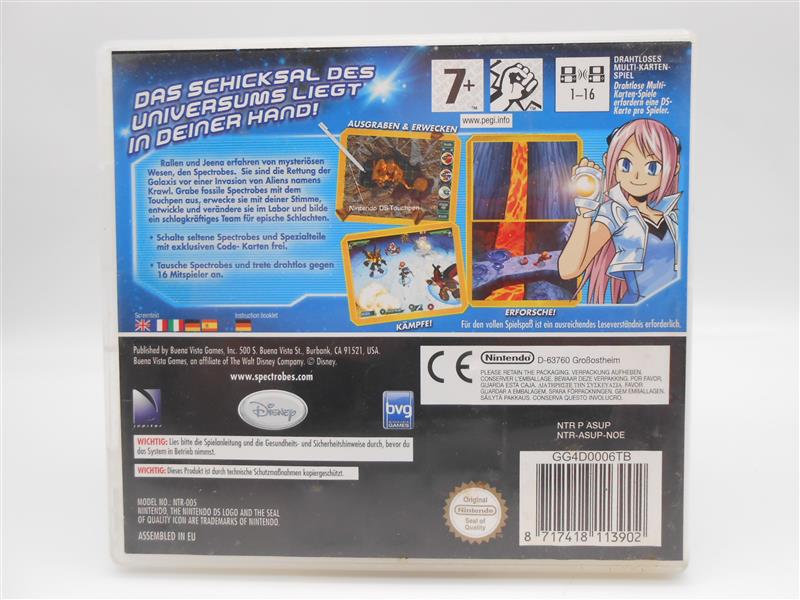 DAS SCHICKSAL DES
UNIVERSUMS LIEGT
IN DEINER HAND!
Rallen und Jeena erfahren von mysteriösen
Wesen, den Spectrobes. Sie sind die Rettung der
Galaxis vor einer Invasion von Aliens namens
Krawl. Grabe fossile Spectrobes mit dem
Touchpen aus, erwecke sie mit deiner Stimme,
entwickle und verändere sie im Labor und bilde
ein schlagkräftiges Team für epische Schlachten.
• Schalte seltene Spectrobes und Spezialteile
mit exklusiven Code- Karten frei.
• Tausche Spectrobes und trete drahtlos gegen
16 Mitspieler an.
Screentext
Instruction booklet
AUSGRABEN & ERWECKEN
Nintendo DS-Touchpen
KÄMPFE!
ERFORSCHE!
7+
www.pegi.info
1–16
DRAHTLOSES
MULTI-KARTEN-
SPIEL
Drahtlose Multi-
Karten-Spiele
erfordern eine DS-
Karte pro Spieler.
Für den vollen Spielspaß ist ein ausreichendes Leseverständnis erforderlich.
Published by Buena Vista Games, Inc. 500 S. Buena Vista St., Burbank, CA 91521, USA.
Buena Vista Games, an affiliate of The Walt Disney Company. © Disney.
www.spectrobes.com
jupiter
Disney
bvg
BUENA VISTA
GAMES
WICHTIG: Lies bitte die Spielanleitung und die Gesundheits- und Sicherheitshinweise durch, bevor du
das System in Betrieb nimmst.
WICHTIG: Dieses Produkt ist durch technische Schutzmaßnahmen kopiergeschützt.
MODEL NO.: NTR-005
NINTENDO, THE NINTENDO DS LOGO AND THE SEAL
OF QUALITY ICON ARE TRADEMARKS OF NINTENDO.
ASSEMBLED IN EU
CE
Nintendo D-63760 Großostheim
PLEASE RETAIN THE PACKAGING. VERPACKUNG AUFHEBEN.
CONSERVER L'EMBALLAGE. BEWAAR DEZE VERPAKKING. POR FAVOR,
GUARDA ESTA CAJA. ΔΙΑΤΗΡΗΣΤΕ ΤΗΝ ΣΥΣΚΕΥΑΣΙΑ. POR FAVOR
GUARDAR A EMBALAGEM. SPARA FÖRPACKNINGEN. GEM EMBALLAGEN.
SÄILYTÄ PAKKAUS. CONSERVA QUESTO INVOLUCRO.
NTR P ASUP
NTR-ASUP-NOE
GG4D0006TB
8 717418 113902
Original
Nintendo
Seal of
Quality